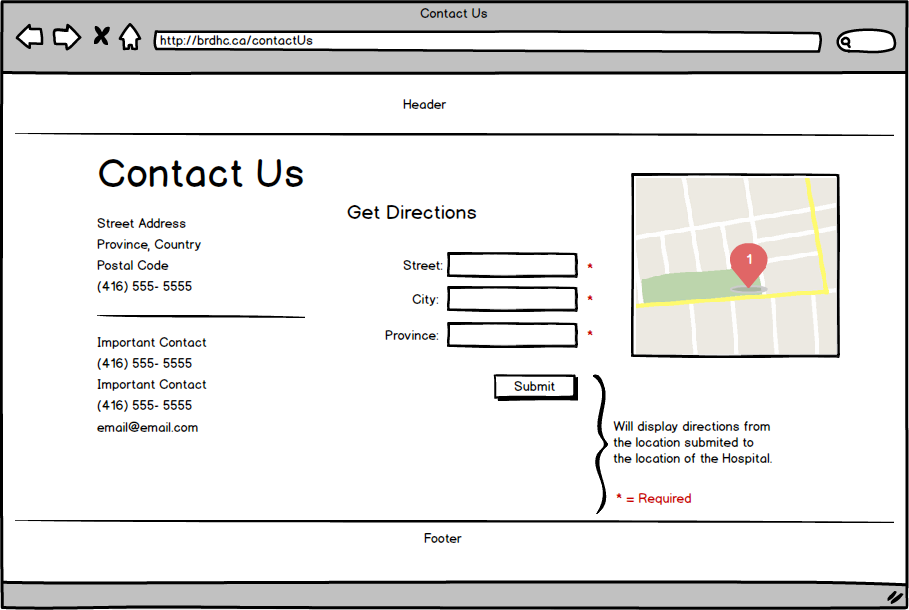 Contact Us
http://brdhc.ca/contactUs
Header
Contact Us
Street Address
Province, Country
Postal Code
(416) 555- 5555
Important Contact
(416) 555- 5555
Important Contact
(416) 555- 5555
email@email.com
Get Directions
Street: *
City: *
Province: *
Submit
1
Will display directions from
the location submited to
the location of the Hospital.
* = Required
Footer